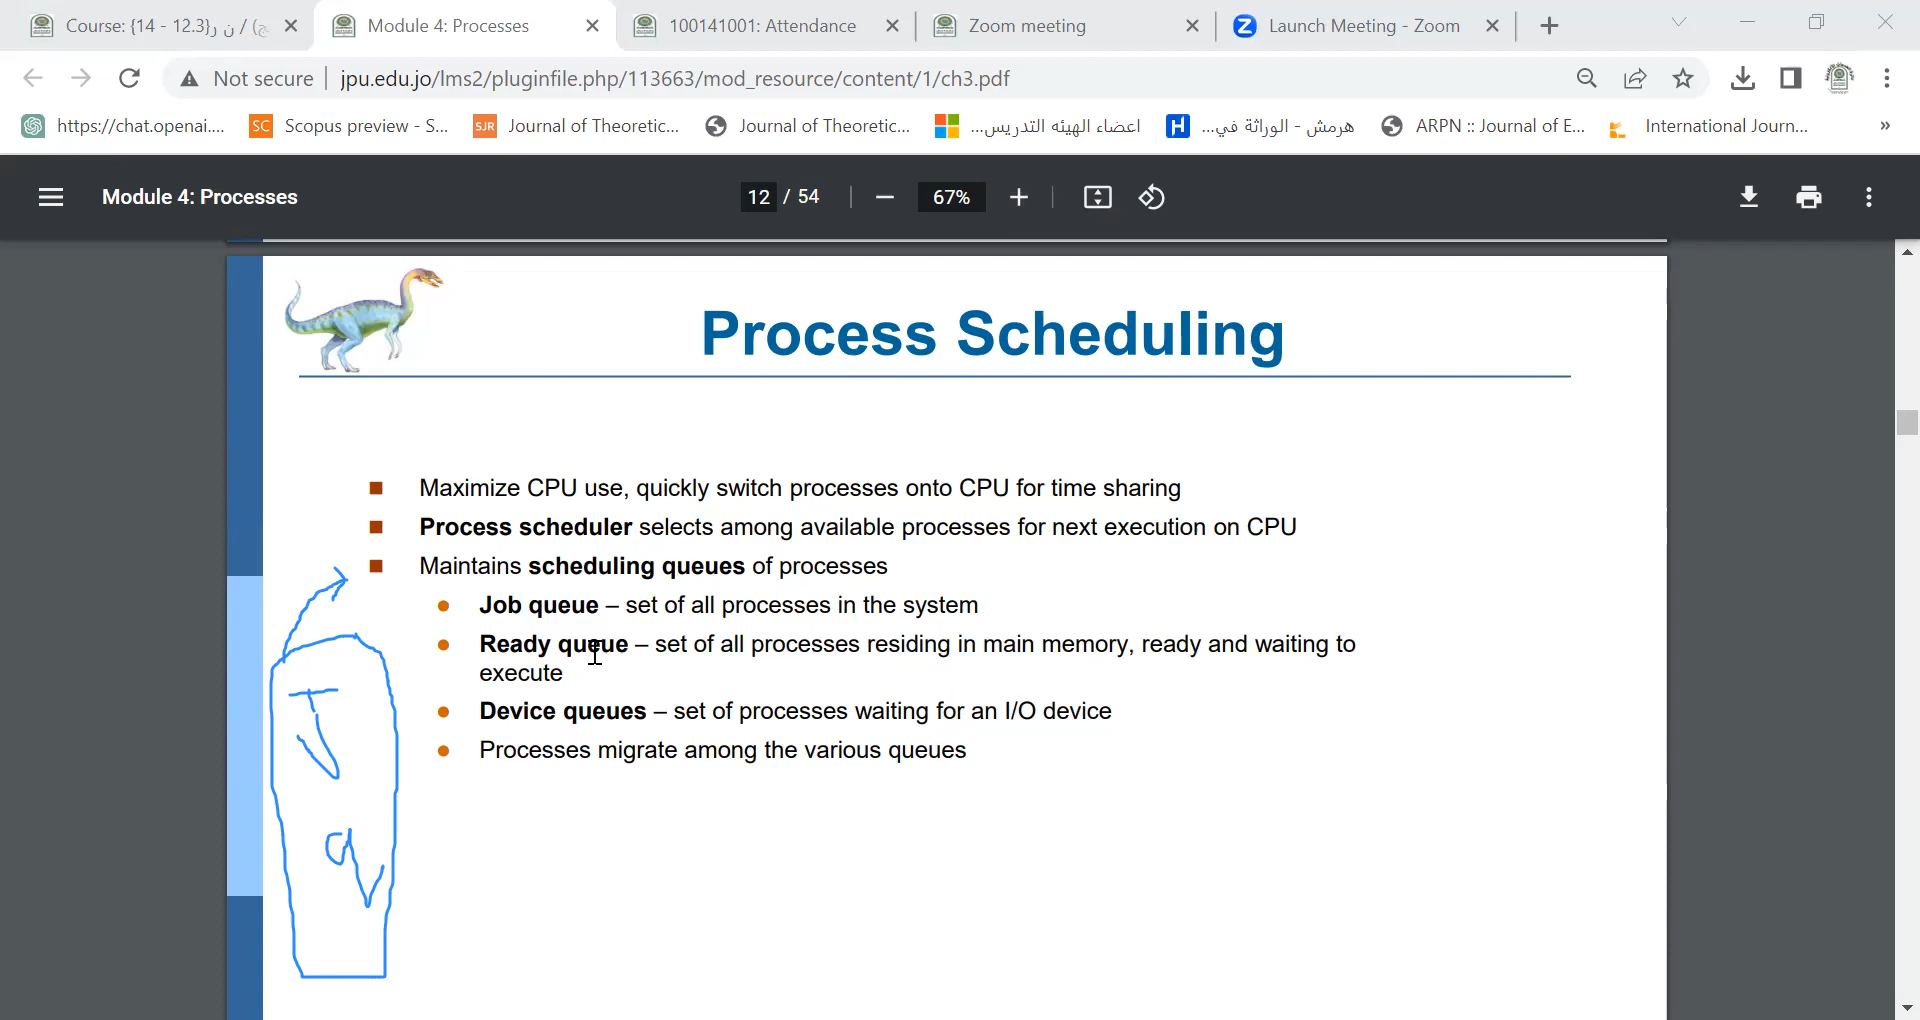 Course: {14 - 12.3}ن ر / (ج
Module 4: Processes
100141001: Attendance
Zoom meeting
Launch Meeting - Zoom
Not secure
jpu.edu.jo/lms2/pluginfile.php/113663/mod_resource/content/1/ch3.pdf
https://chat.openai....
SC Scopus preview - S...
SJR Journal of Theoretic...
Journal of Theoretic...
اعضاء الهيئه التدريس...
H هرمش - الوراثة في...
ARPN :: Journal of E...
International Journ...
»
Module 4: Processes
12 / 54
67%
Process Scheduling
Maximize CPU use, quickly switch processes onto CPU for time sharing
Process scheduler selects among available processes for next execution on CPU
Maintains scheduling queues of processes
Job queue – set of all processes in the system
Ready queue – set of all processes residing in main memory, ready and waiting to
execute
Device queues – set of processes waiting for an I/O device
Processes migrate among the various queues